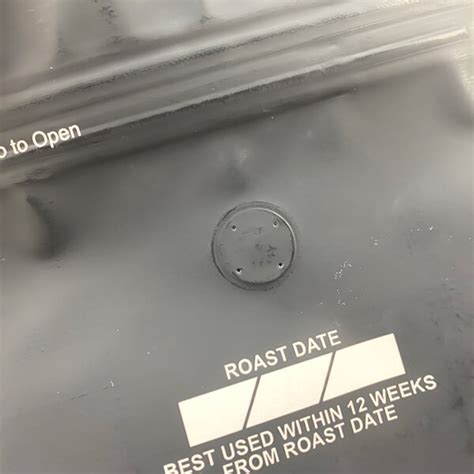 to Open
ROAST DATE
BEST USED WITHIN 12 WEEKS
FROM ROAST DATE